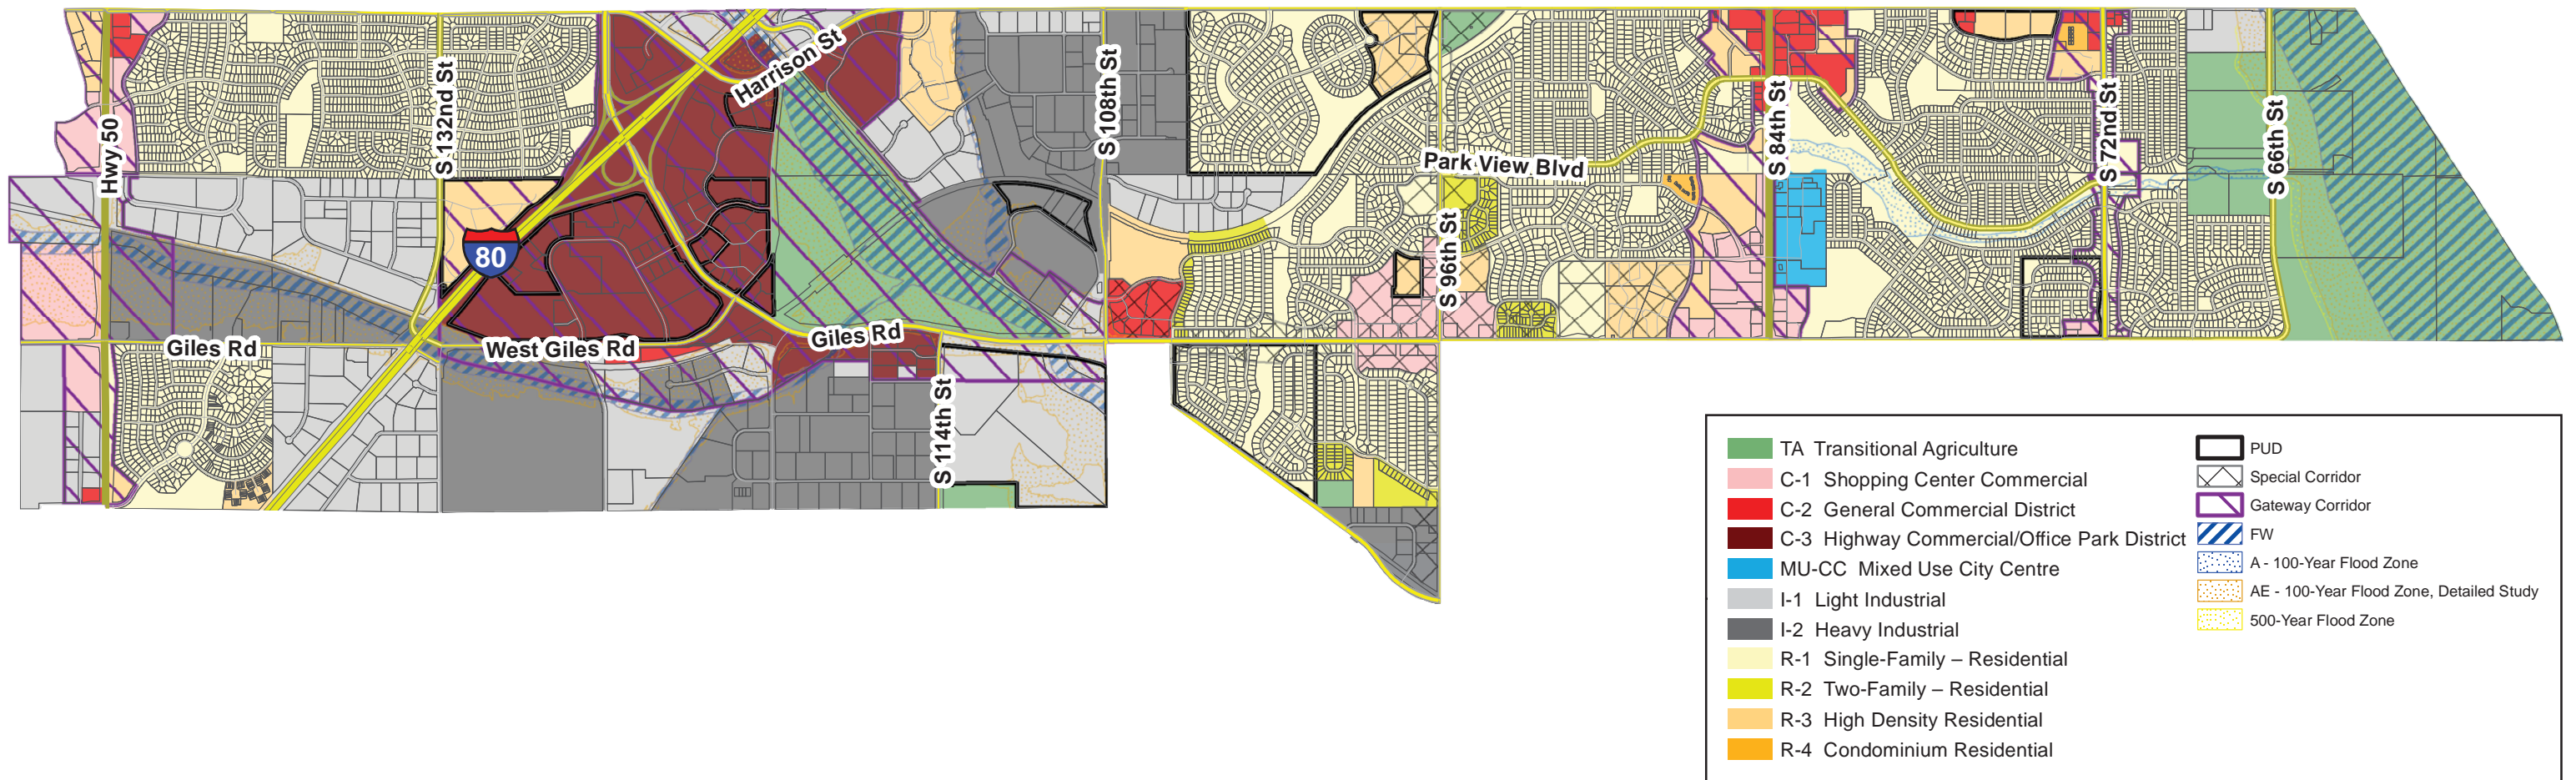 Harrison St
Hwy 50
S 132nd St
S 108th St
Park View Blvd
S 84th St
S 72nd St
S 66th St
S 96th St
80
Giles Rd
West Giles Rd
Giles Rd
S 114th St
TA Transitional Agriculture
C-1 Shopping Center Commercial
C-2 General Commercial District
C-3 Highway Commercial/Office Park District
MU-CC Mixed Use City Centre
I-1 Light Industrial
I-2 Heavy Industrial
R-1 Single-Family – Residential
R-2 Two-Family – Residential
R-3 High Density Residential
R-4 Condominium Residential
PUD
Special Corridor
Gateway Corridor
FW
A - 100-Year Flood Zone
AE - 100-Year Flood Zone, Detailed Study
500-Year Flood Zone